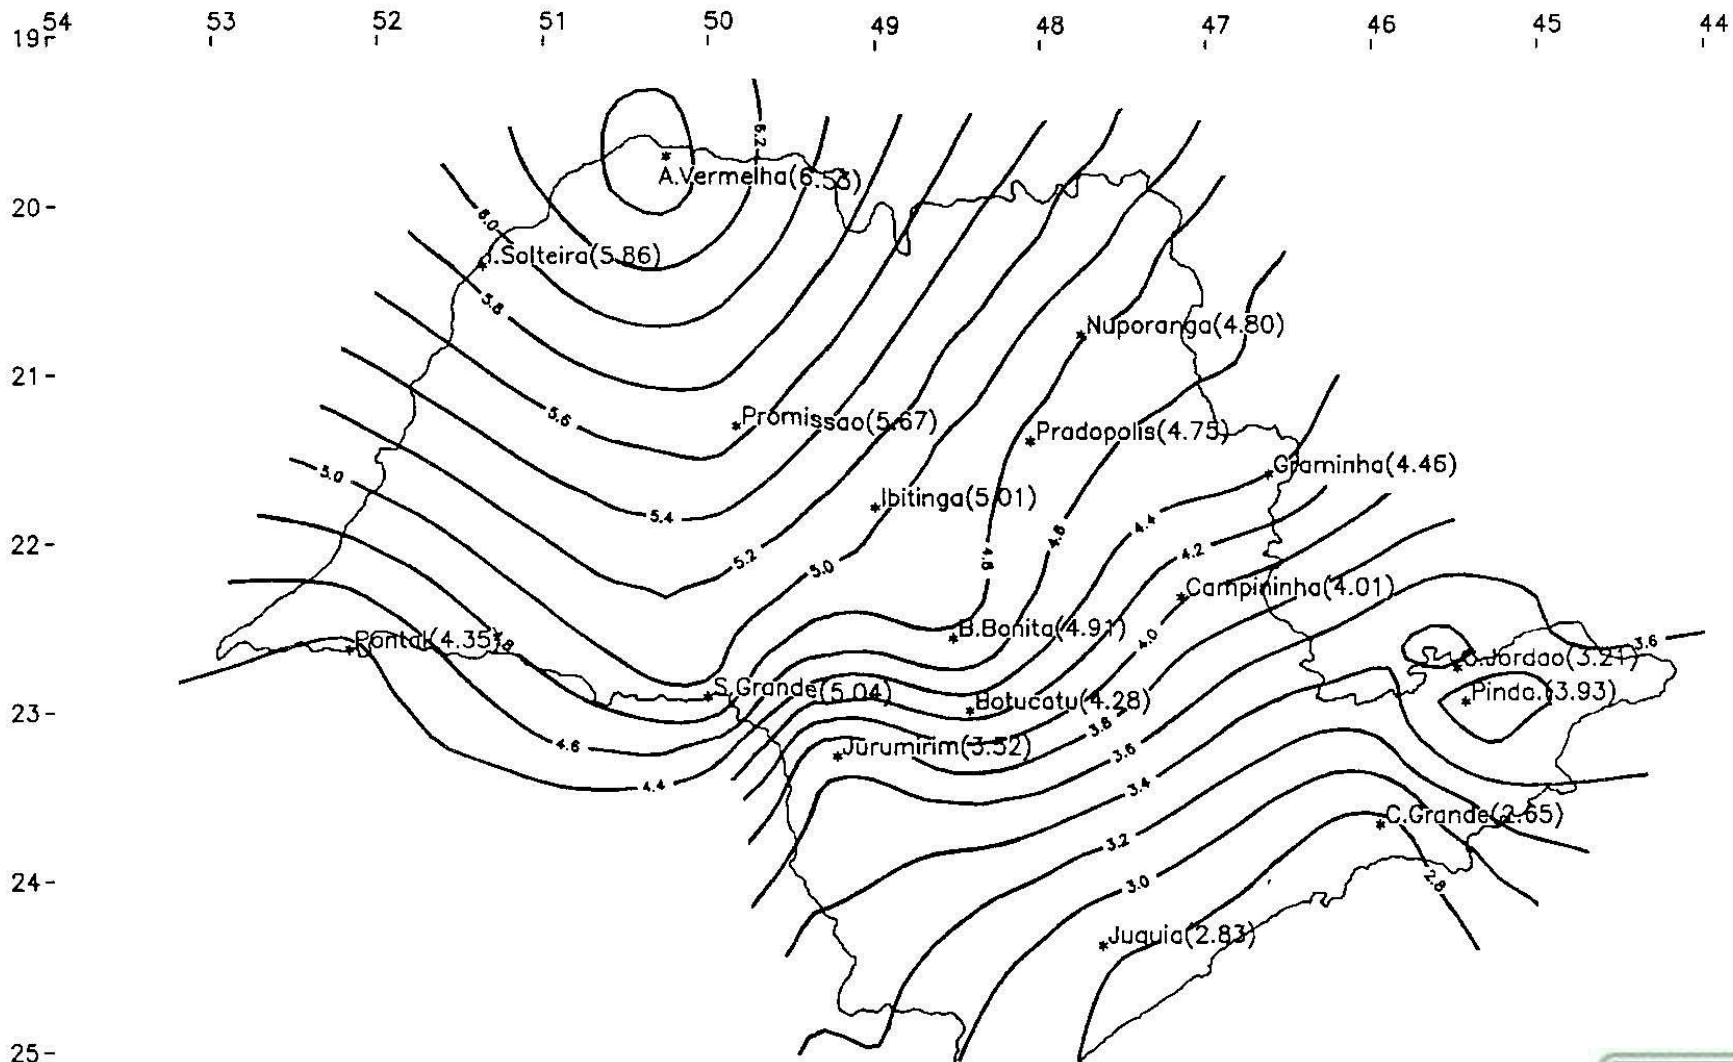 54 53 52 51 50 49 48 47 46 45 44
19
6.2
A.Vermelha(6.53)
20-
6.0
I.Solteira(5.86)
5.8
Nuporanga(4.80)
21-
5.6
Promissao(5.67)
Pradopolis(4.75)
Graminha(4.46)
5.0
Ibitinga(5.01)
5.4
4.4
22-
4.8
4.6
5.2
5.0
4.2
Campininha(4.01)
Pontal(4.35)
B.Bonita(4.91)
4.0
3.6
C.Jordao(3.21)
S.Grande(5.04)
Botucatu(4.28)
Pinda.(3.93)
23-
4.6
3.8
3.6
Jurumirim(3.52)
4.4
3.4
C.Grande(2.65)
3.2
24-
3.0
2.8
Juquia(2.83)
25-